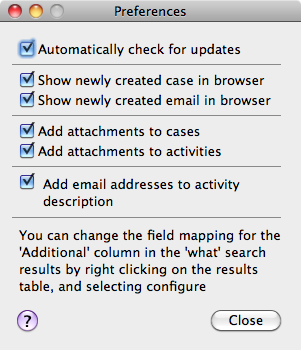 Preferences
Automatically check for updates
Show newly created case in browser
Show newly created email in browser
Add attachments to cases
Add attachments to activities
Add email addresses to activity
description
You can change the field mapping for the
'Additional' column in the 'what' search
results by right clicking on the results
table, and selecting configure
?
Close